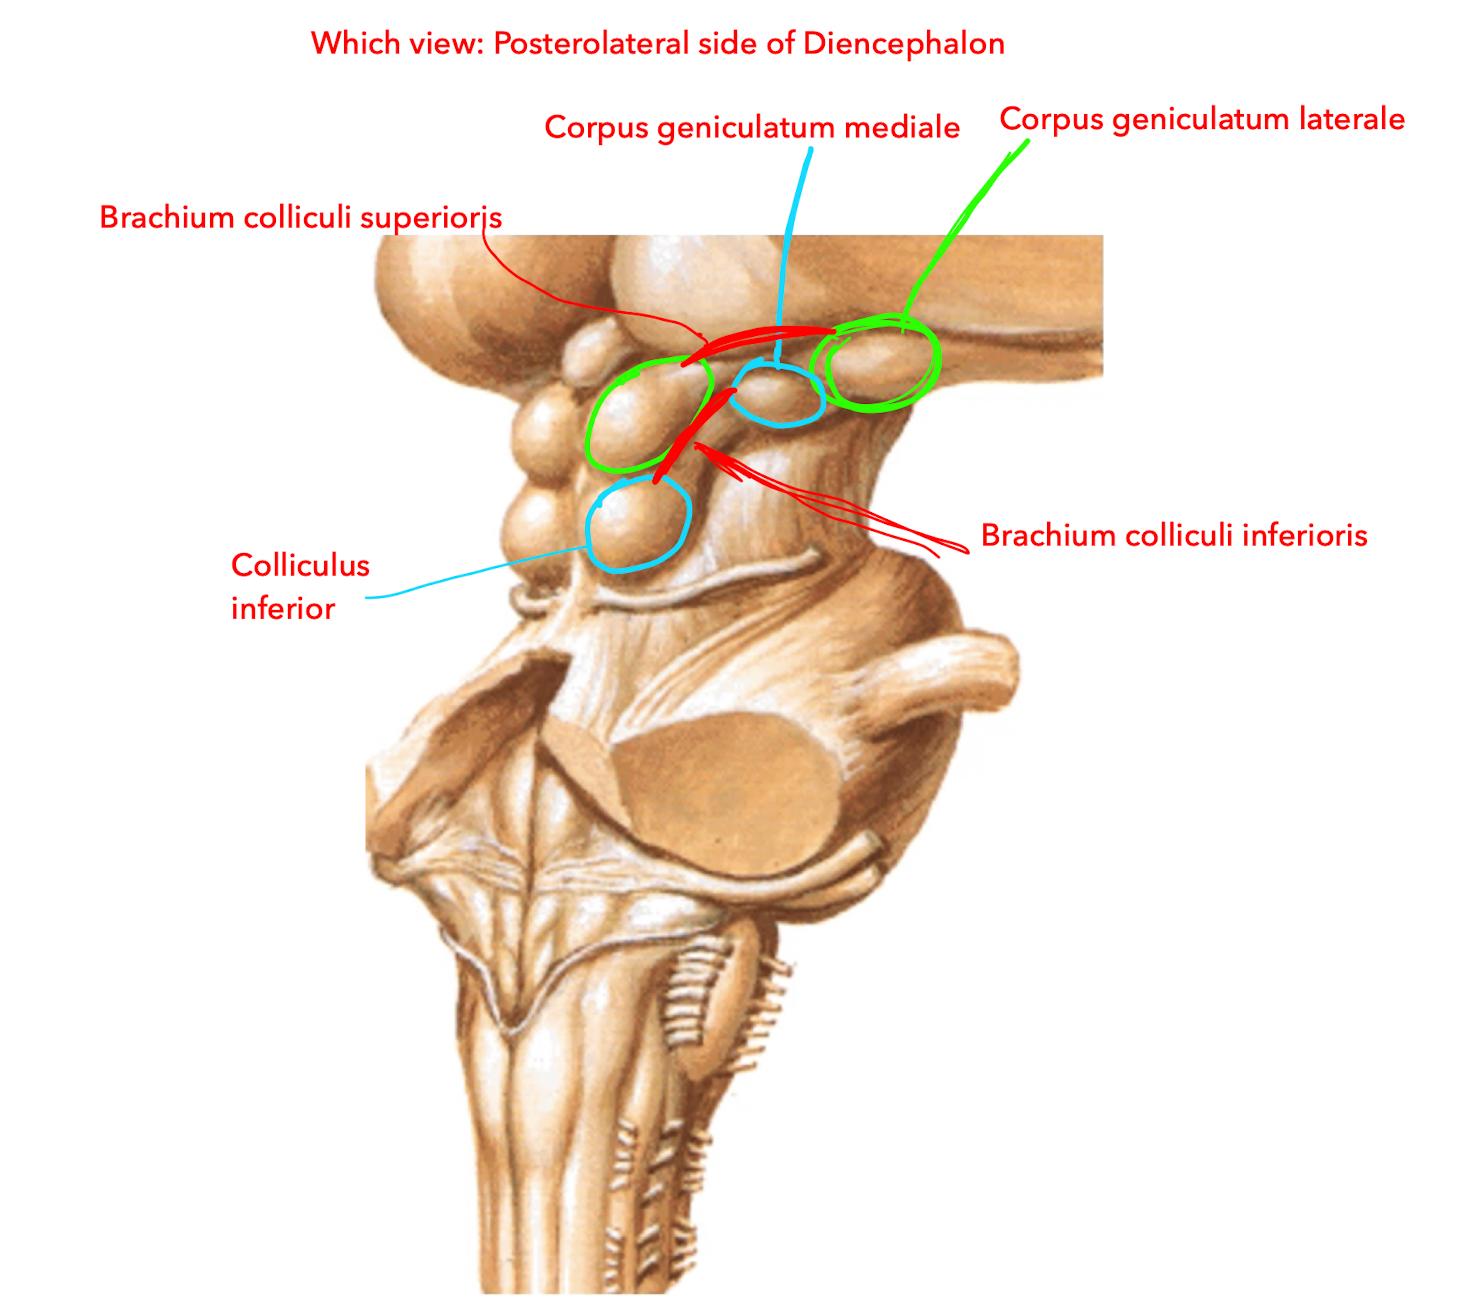 Which view: Posterolateral side of Diencephalon
Corpus geniculatum mediale
Corpus geniculatum laterale
Brachium colliculi superioris
Brachium colliculi inferioris
Colliculus
inferior